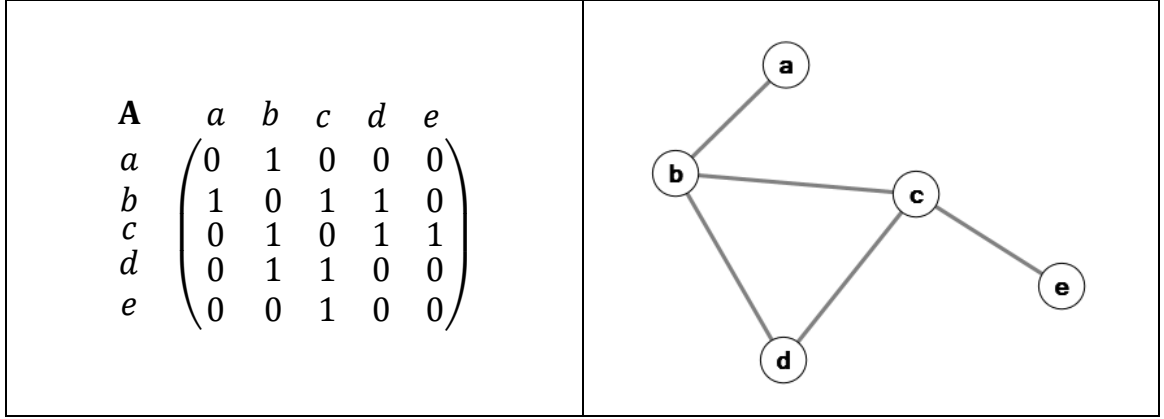 A a b c d e
a 0 1 0 0 0
b 1 0 1 1 0
c 0 1 0 1 1
d 0 1 1 0 0
e 0 0 1 0 0
a
b
c
e
d